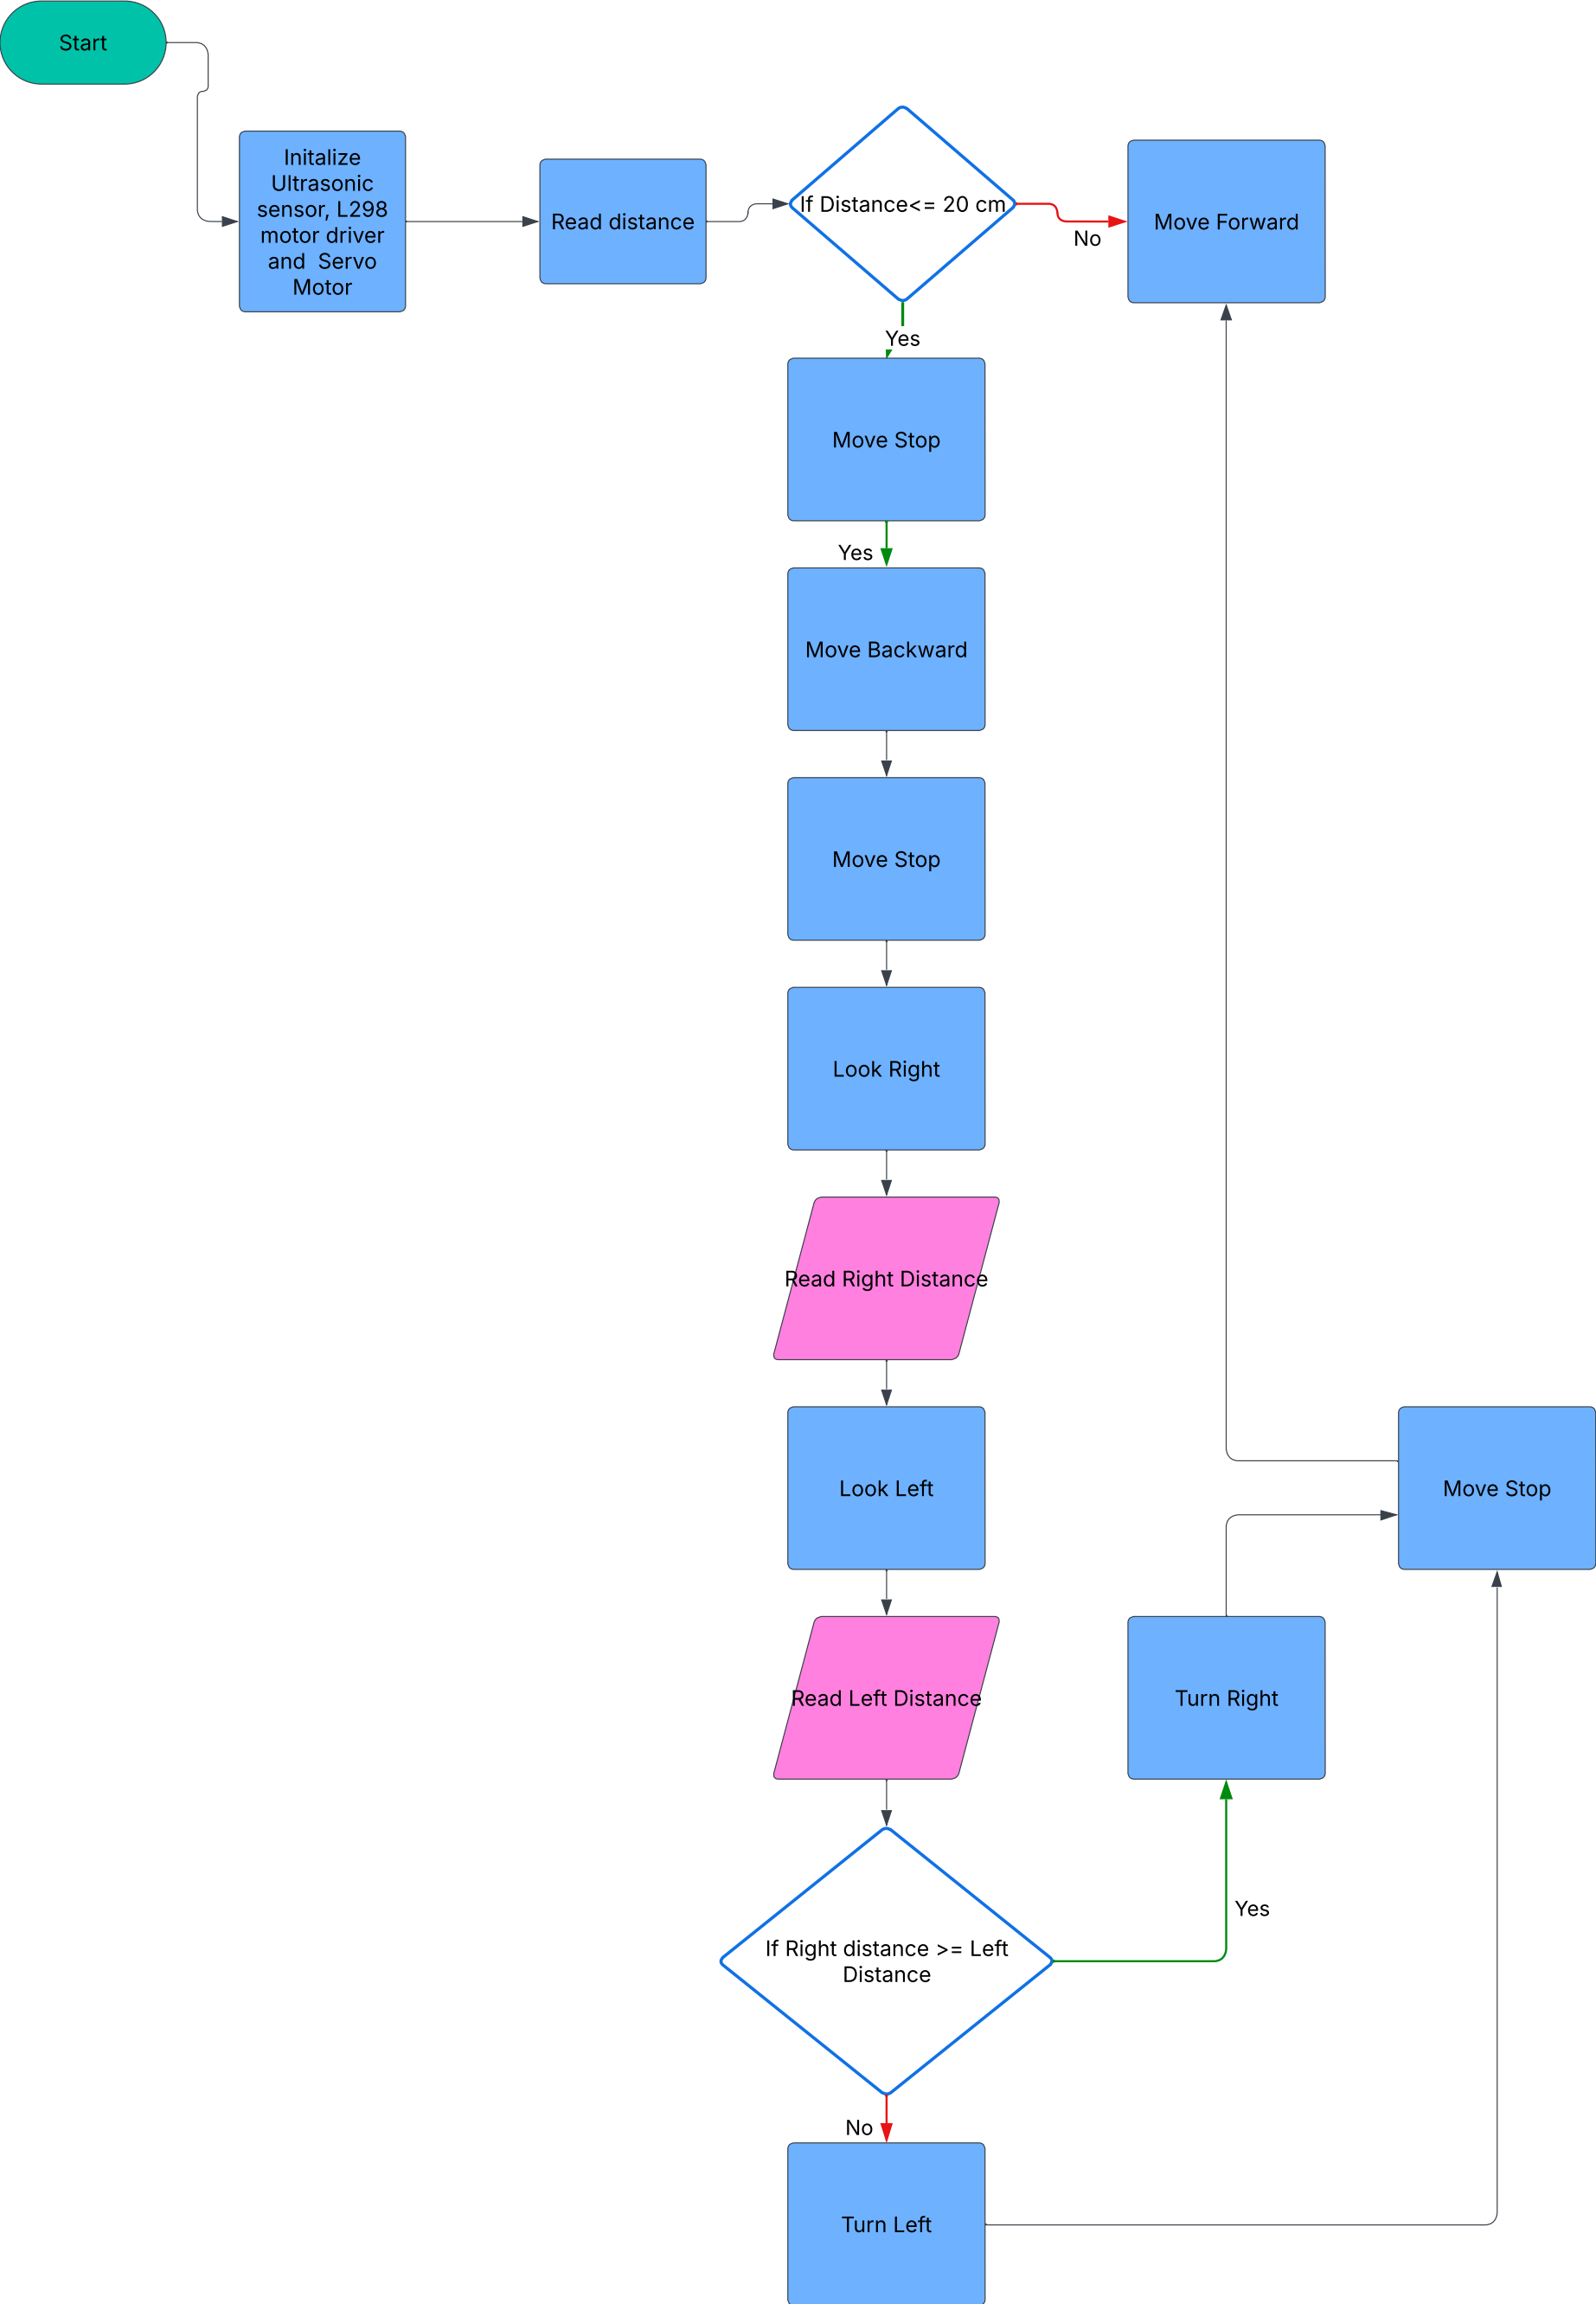 Start
Initalize
Ultrasonic
sensor, L298
motor driver
and  Servo
Motor
Read distance
If Distance<= 20 cm
No
Move Forward
Yes
Move Stop
Yes
Move Backward
Move Stop
Look Right
Read Right Distance
Look Left
Move Stop
Read Left Distance
Turn Right
Yes
If Right distance >= Left
Distance
No
Turn Left